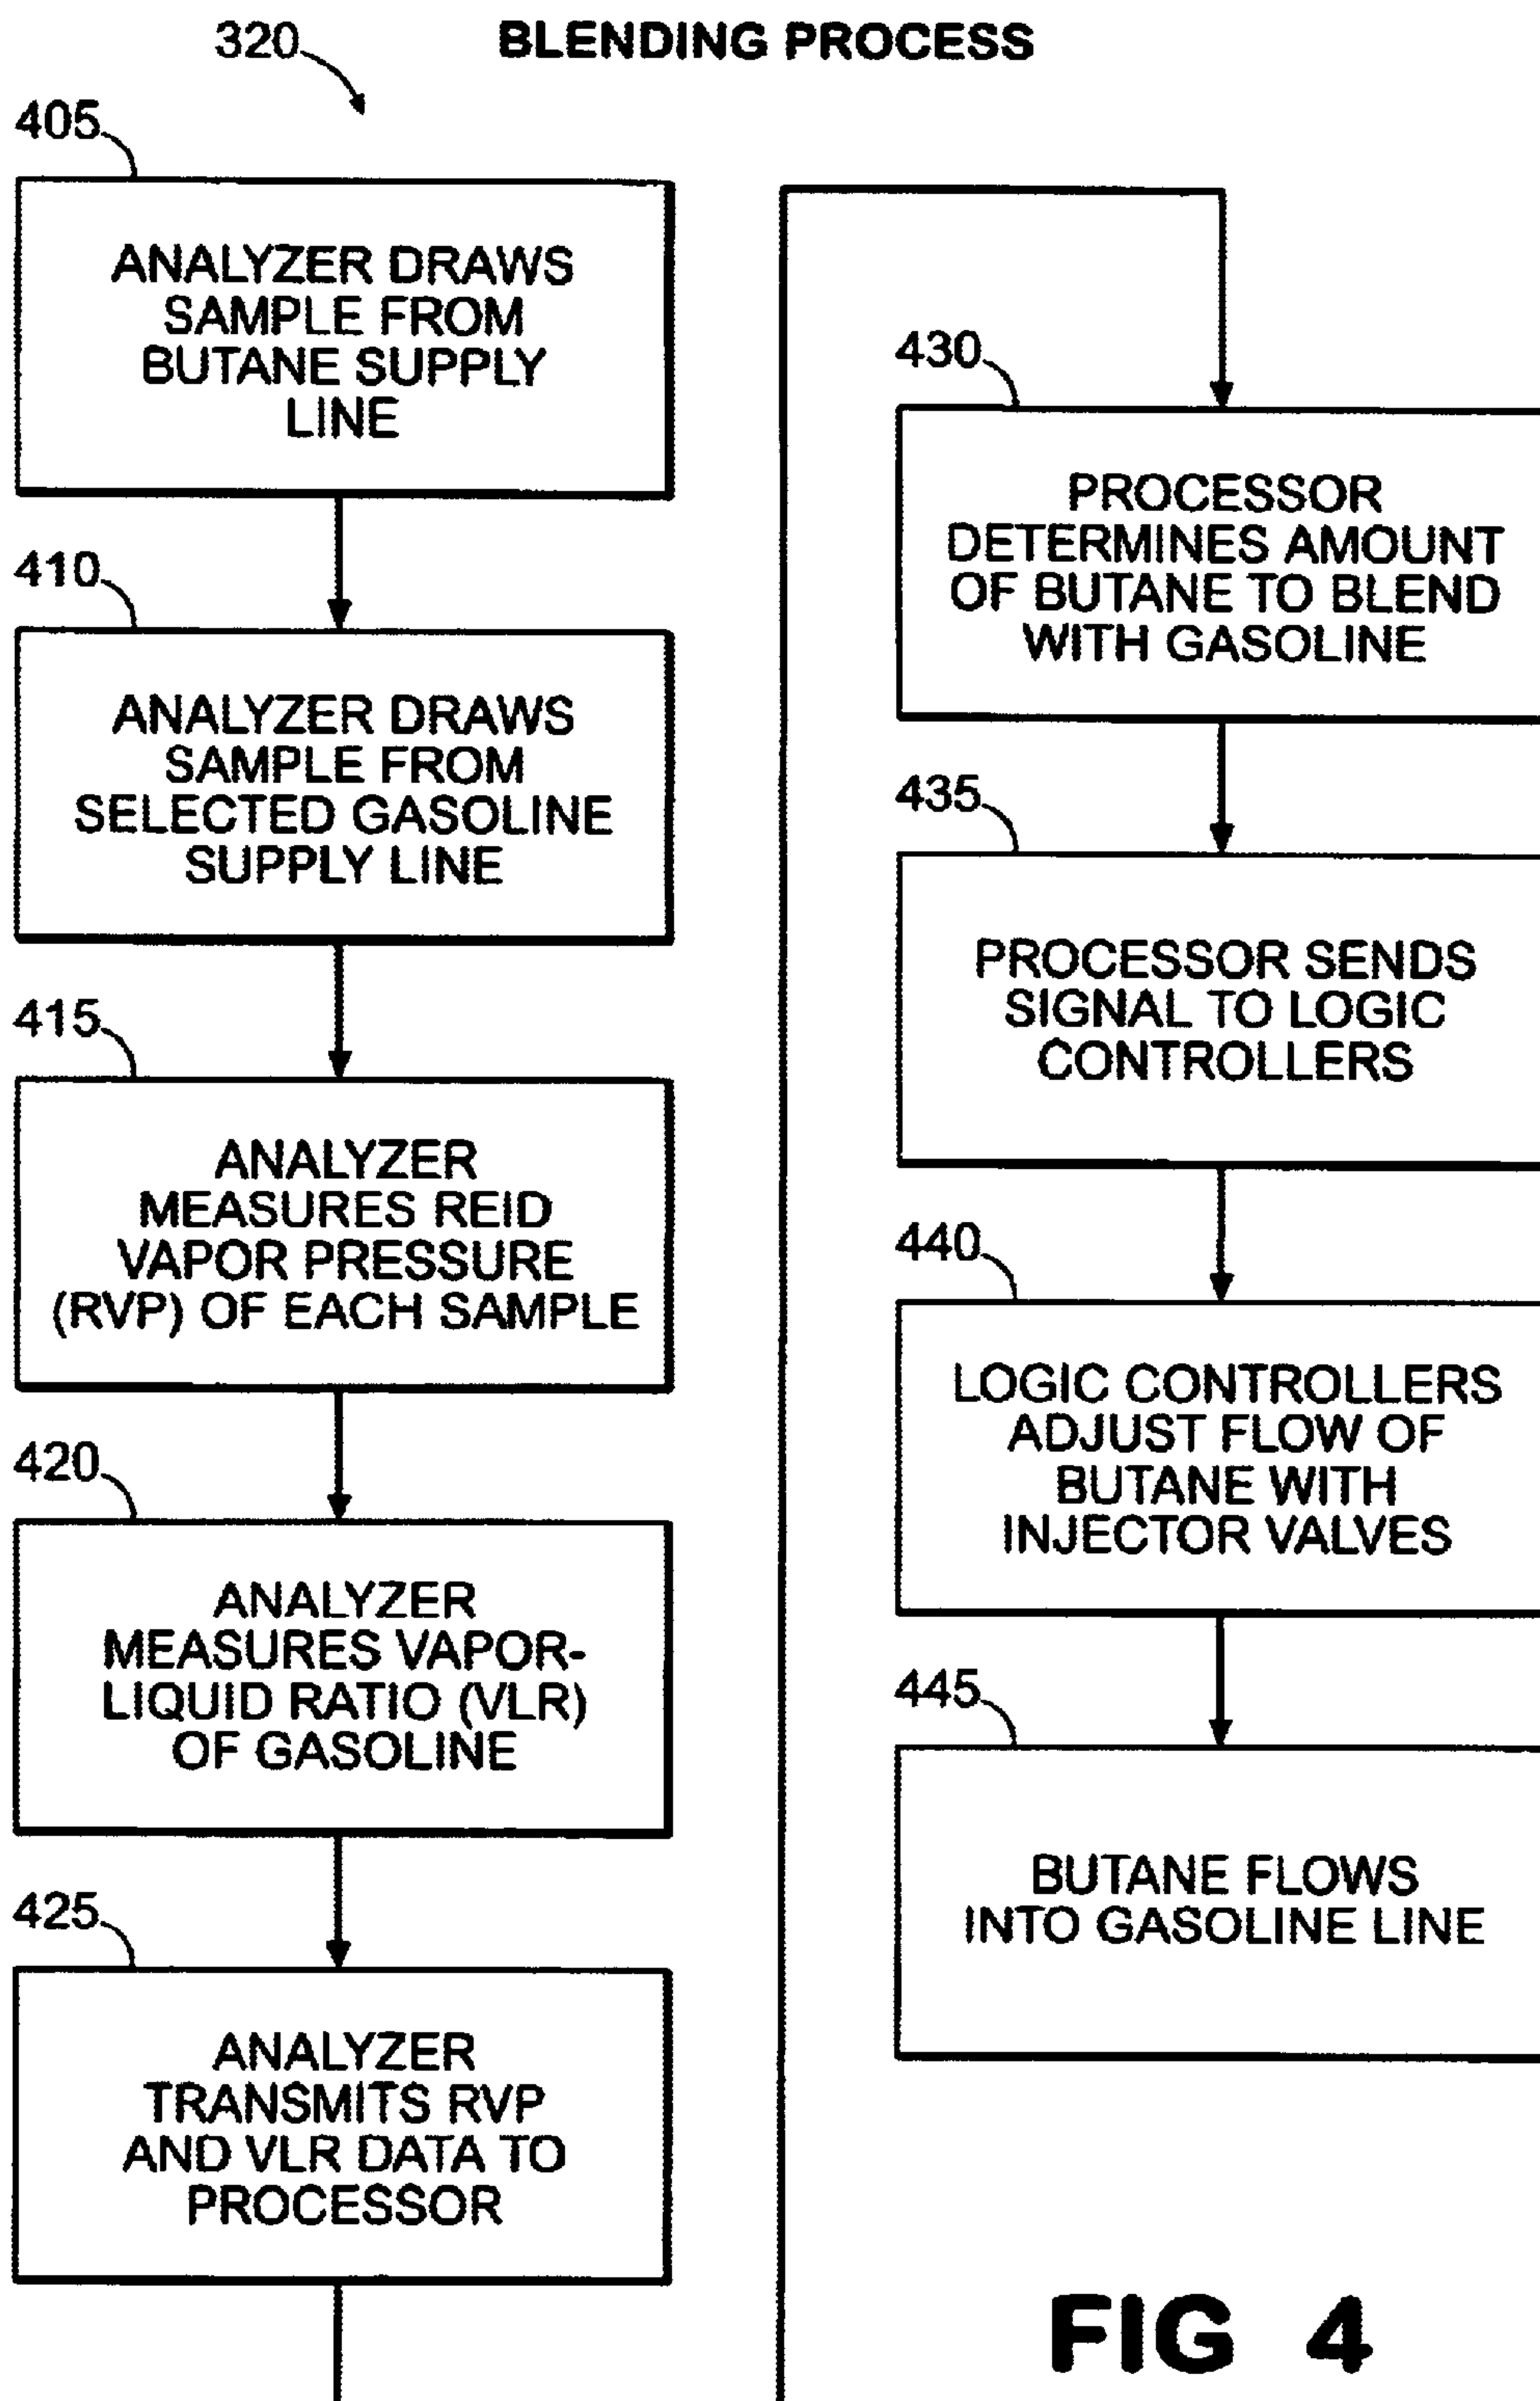 320
BLENDING PROCESS
405
ANALYZER DRAWS
SAMPLE FROM
BUTANE SUPPLY
LINE
410
ANALYZER DRAWS
SAMPLE FROM
SELECTED GASOLINE
SUPPLY LINE
415
ANALYZER
MEASURES REID
VAPOR PRESSURE
(RVP) OF EACH SAMPLE
420
ANALYZER
MEASURES VAPOR-
LIQUID RATIO (VLR)
OF GASOLINE
425
ANALYZER
TRANSMITS RVP
AND VLR DATA TO
PROCESSOR
430
PROCESSOR
DETERMINES AMOUNT
OF BUTANE TO BLEND
WITH GASOLINE
435
PROCESSOR SENDS
SIGNAL TO LOGIC
CONTROLLERS
440
LOGIC CONTROLLERS
ADJUST FLOW OF
BUTANE WITH
INJECTOR VALVES
445
BUTANE FLOWS
INTO GASOLINE LINE
FIG 4